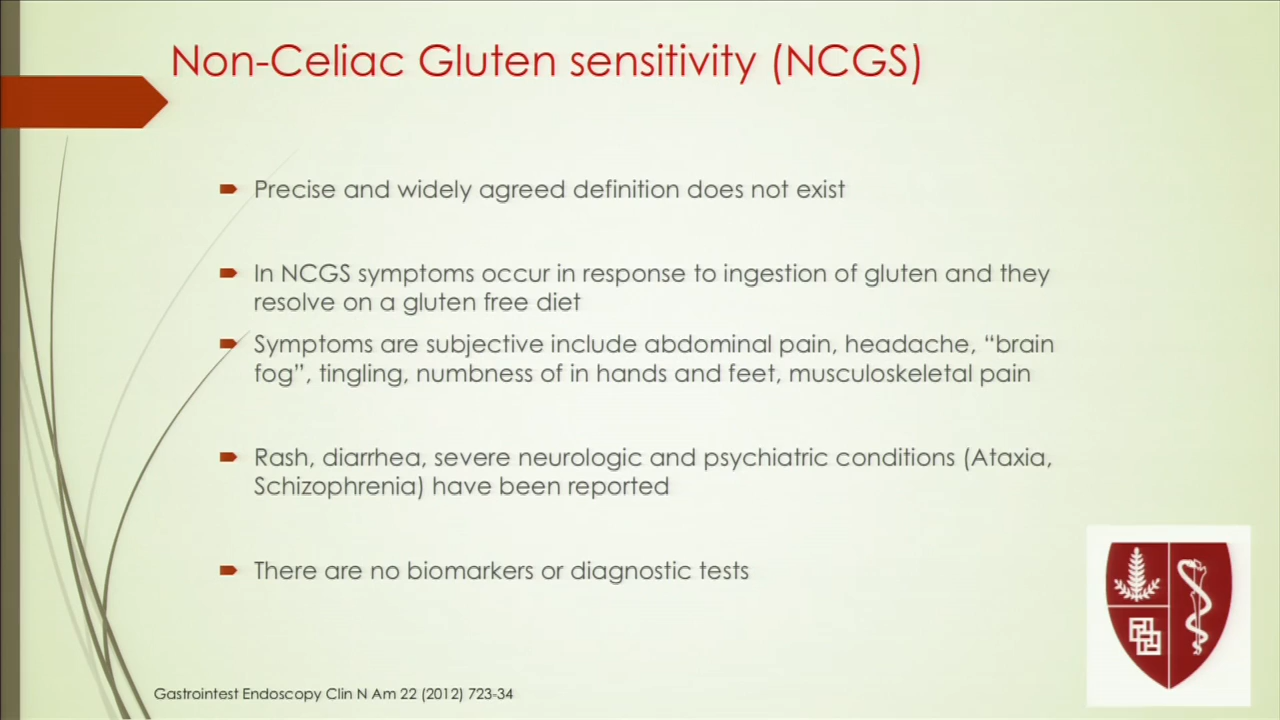 Non-Celiac Gluten sensitivity (NCGS)
Precise and widely agreed definition does not exist
In NCGS symptoms occur in response to ingestion of gluten and they
resolve on a gluten free diet
Symptoms are subjective include abdominal pain, headache, “brain
fog”, tingling, numbness of in hands and feet, musculoskeletal pain
Rash, diarrhea, severe neurologic and psychiatric conditions (Ataxia,
Schizophrenia) have been reported
There are no biomarkers or diagnostic tests
Gastrointest Endoscopy Clin N Am 22 (2012) 723-34